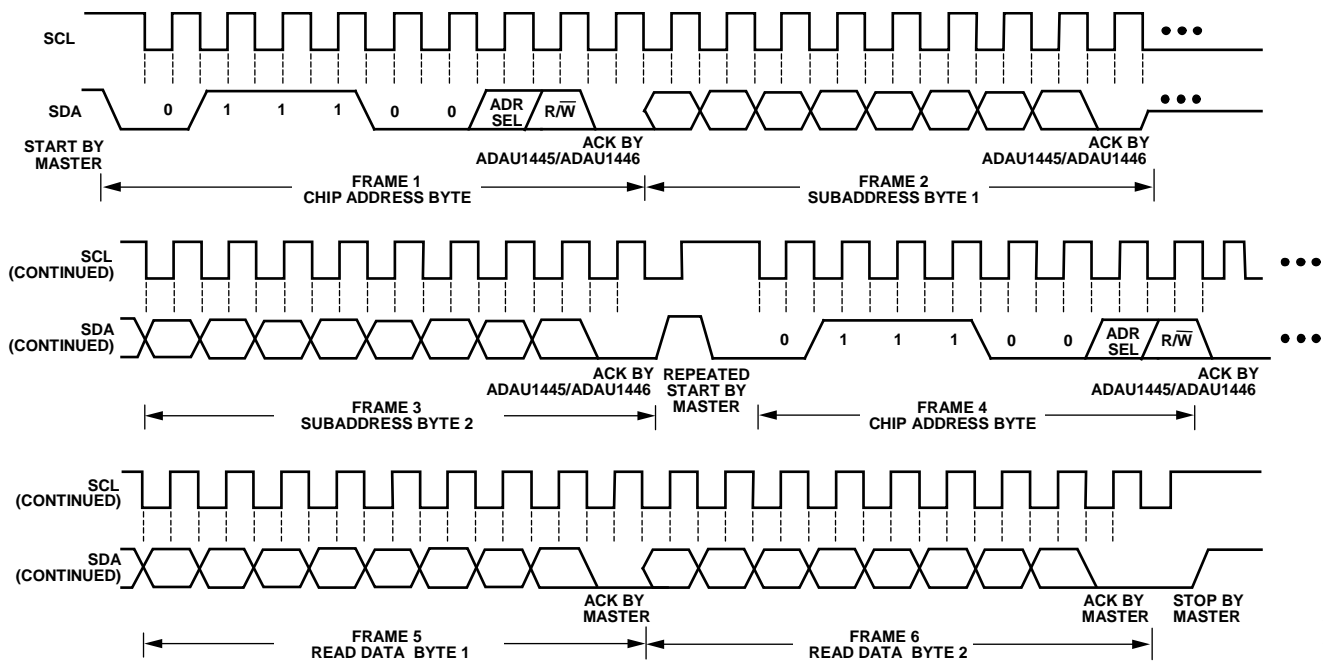 SCL
SDA
0 1 1 1 0 0 ADR SEL R/W̅
START BY MASTER
ACK BY ADAU1445/ADAU1446
ACK BY ADAU1445/ADAU1446
FRAME 1
CHIP ADDRESS BYTE
FRAME 2
SUBADDRESS BYTE 1
SCL
(CONTINUED)
SDA
(CONTINUED)
0 1 1 1 0 0 ADR SEL R/W̅
ACK BY
ADAU1445/ADAU1446
REPEATED
START BY
MASTER
ACK BY
ADAU1445/ADAU1446
FRAME 3
SUBADDRESS BYTE 2
FRAME 4
CHIP ADDRESS BYTE
SCL
(CONTINUED)
SDA
(CONTINUED)
ACK BY
MASTER
ACK BY
MASTER
STOP BY
MASTER
FRAME 5
READ DATA BYTE 1
FRAME 6
READ DATA BYTE 2